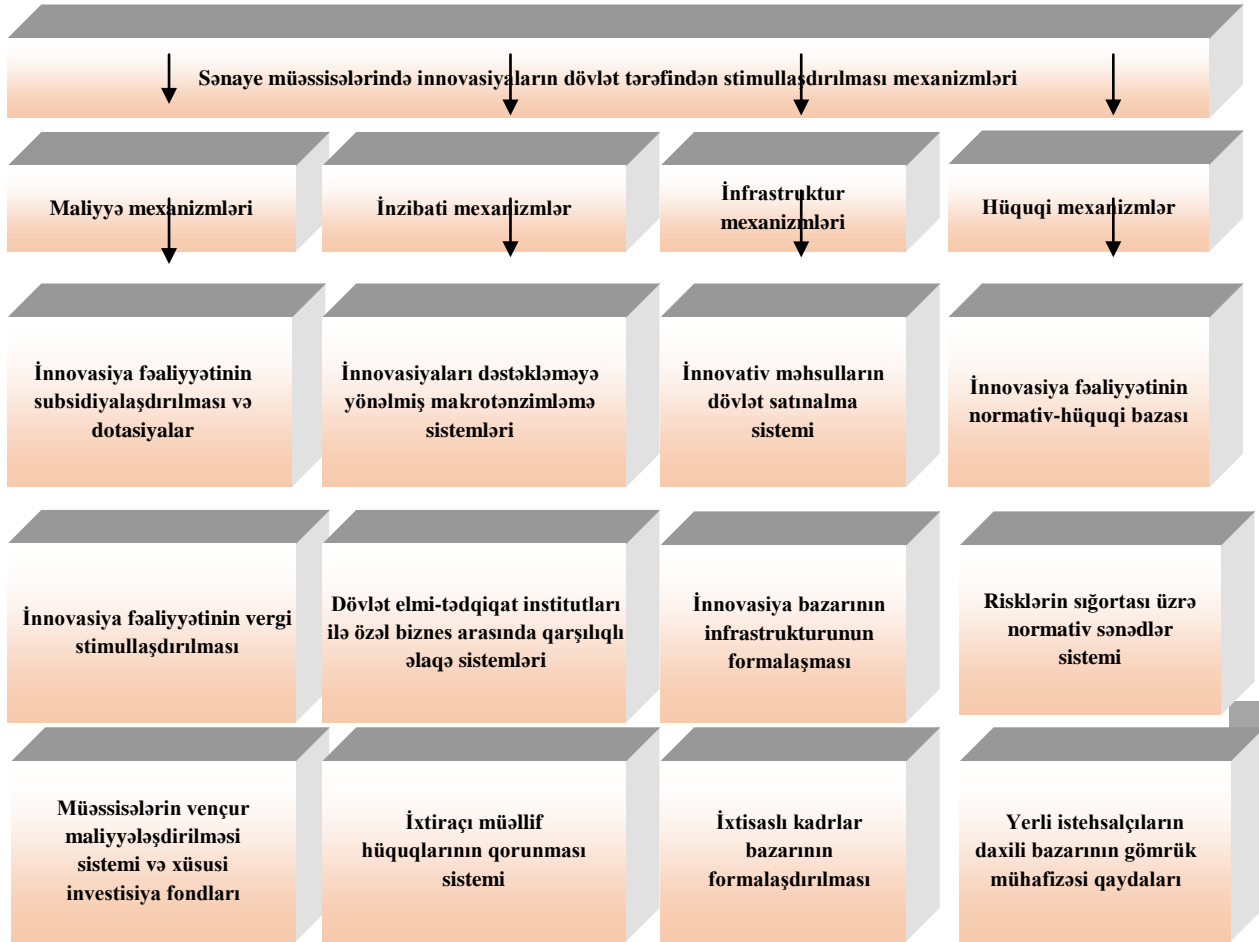 Sənaye müəssisələrində innovasiyaların dövlət tərəfindən stimullaşdırılması mexanizmləri
Maliyyə mexanizmləri
İnzibati mexanizmlər
İnfrastruktur
mexanizmləri
Hüquqi mexanizmlər
İnnovasiya fəaliyyətinin
subsidiyalaşdırılması və
dotasiyalar
İnnovasiyaları dəstəkləməyə
yönəlmiş makrotənzimləmə
sistemləri
İnnovativ məhsulların
dövlət satınalma
sistemi
İnnovasiya fəaliyyətinin
normativ-hüquqi bazası
İnnovasiya fəaliyyətinin vergi
stimullaşdırılması
Dövlət elmi-tədqiqat institutları
ilə özəl biznes arasında qarşılıqlı
əlaqə sistemləri
İnnovasiya bazarının
infrastrukturunun
formalaşması
Risklərin sığortası üzrə
normativ sənədlər
sistemi
Müəssisələrin vençur
maliyyələşdirilməsi
sistemi və xüsusi
investisiya fondları
İxtiraçı müəllif
hüquqlarının qorunması
sistemi
İxtisaslı kadrlar
bazarının
formalaşdırılması
Yerli istehsalçıların
daxili bazarının gömrük
mühafizəsi qaydaları